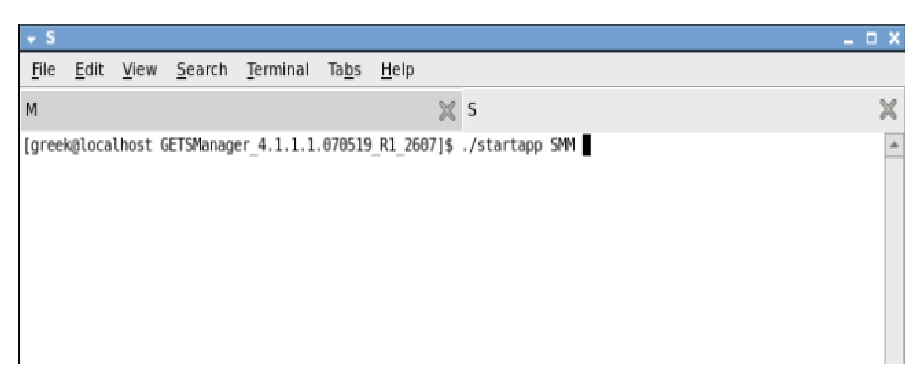 S
File Edit View Search Terminal Tabs Help
M S
[greek@localhost GETSManager_4.1.1.1.070519_R1_2607]$ ./startapp SMM